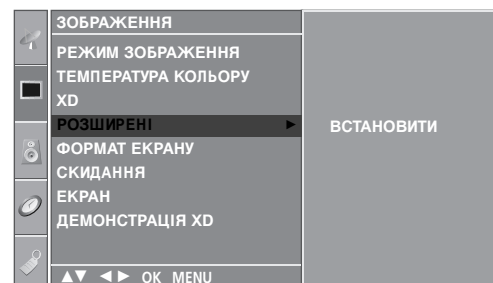 ЗОБРАЖЕННЯ
РЕЖИМ ЗОБРАЖЕННЯ
ТЕМПЕРАТУРА КОЛЬОРУ
XD
РОЗШИРЕНІ ► ВСТАНОВИТИ
ФОРМАТ ЕКРАНУ
СКИДАННЯ
ЕКРАН
ДЕМОНСТРАЦІЯ XD
▲▼ ◄► OK MENU